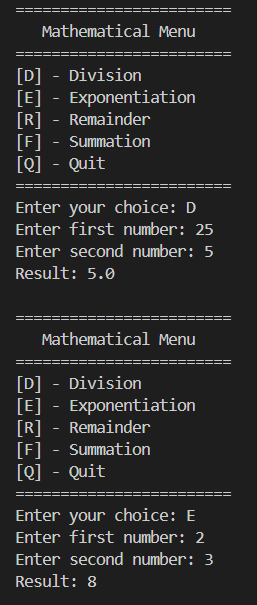 ========================
Mathematical Menu
========================
[D] - Division
[E] - Exponentiation
[R] - Remainder
[F] - Summation
[Q] - Quit
========================
Enter your choice: D
Enter first number: 25
Enter second number: 5
Result: 5.0
========================
Mathematical Menu
========================
[D] - Division
[E] - Exponentiation
[R] - Remainder
[F] - Summation
[Q] - Quit
========================
Enter your choice: E
Enter first number: 2
Enter second number: 3
Result: 8